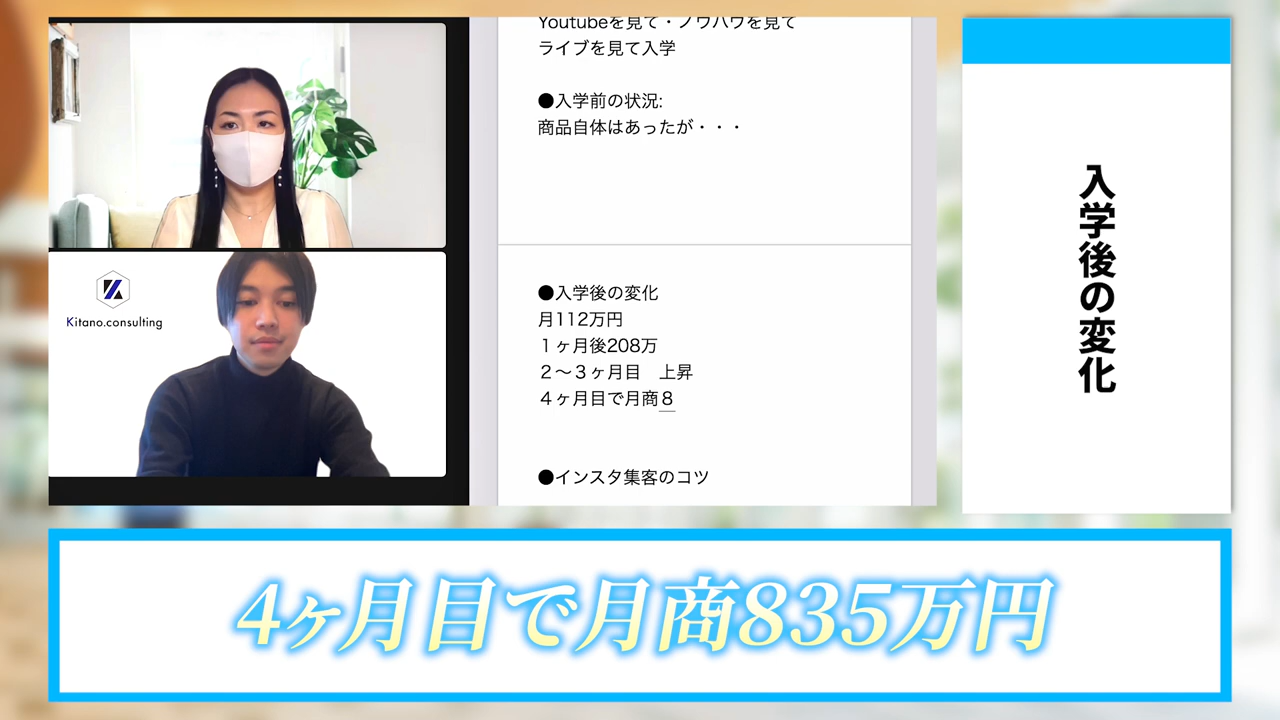 Youtubeを見て・ノウハウを見て
ライブを見て入学
●入学前の状況:
商品自体はあったが・・・
●入学後の変化
月112万円
１ヶ月後208万
２〜３ヶ月目　上昇
４ヶ月目で月商８
●インスタ集客のコツ
Kitano.consulting
入学後の変化
4ヶ月目で月商835万円